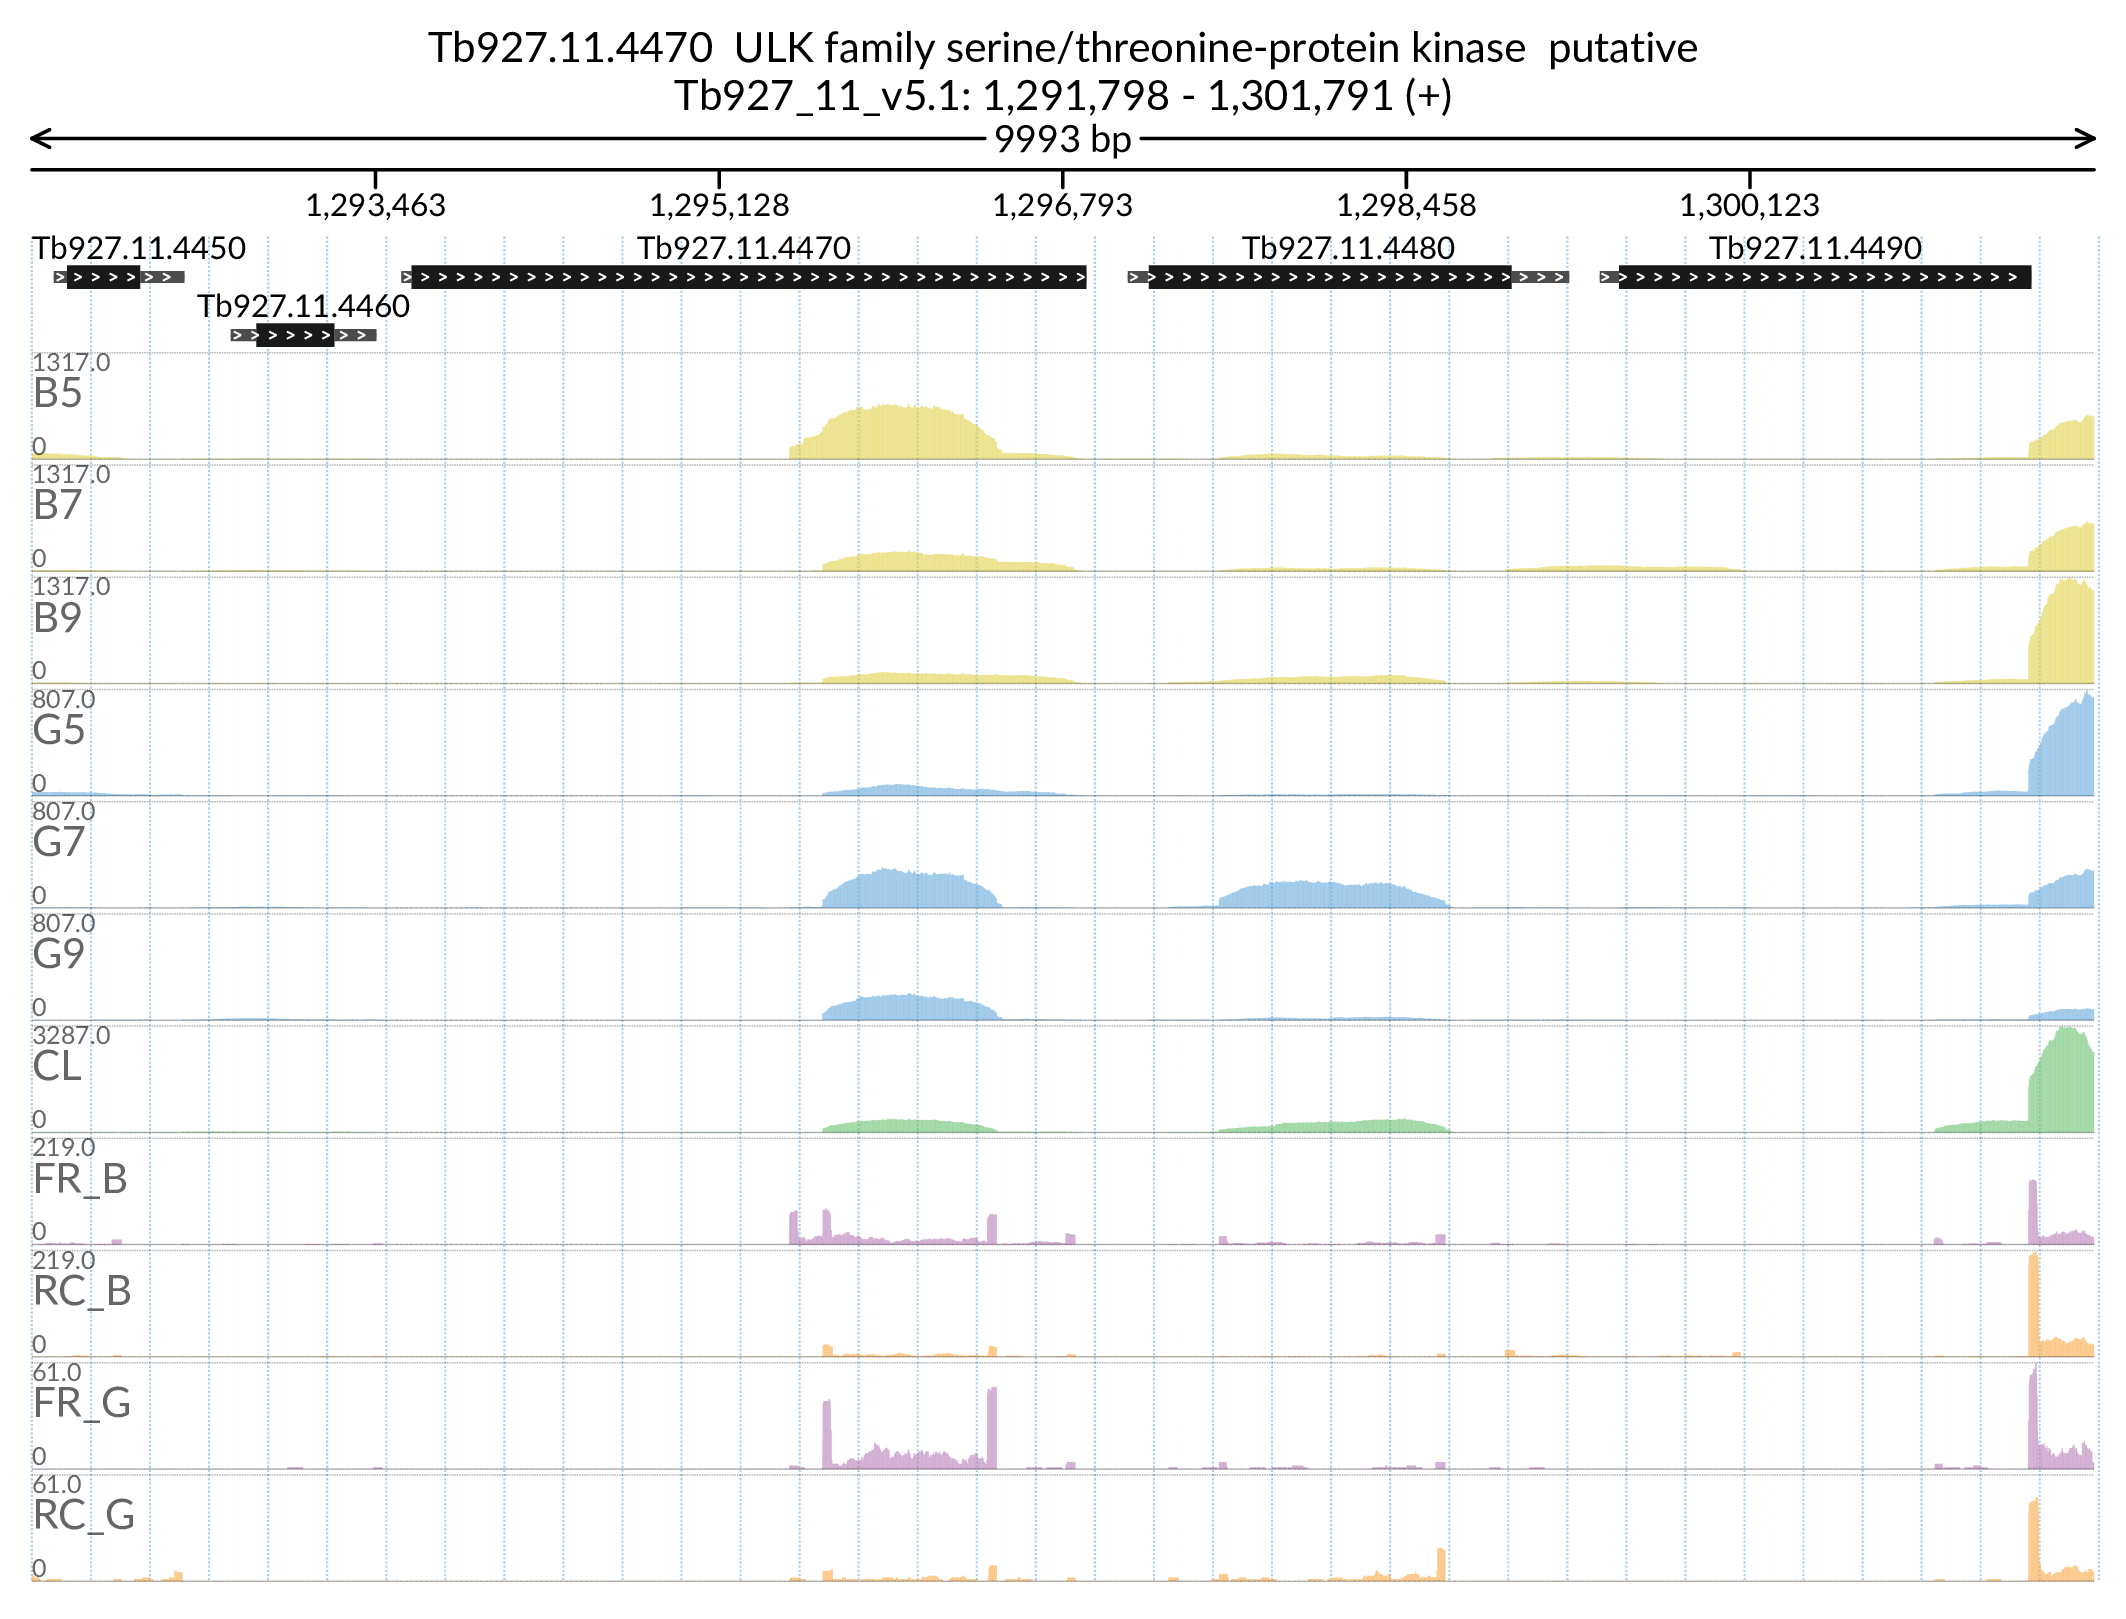 Tb927.11.4470 ULK family serine/threonine-protein kinase putative
Tb927_11_v5.1: 1,291,798 - 1,301,791 (+)
9993 bp
1,293,463 1,295,128 1,296,793 1,298,458 1,300,123
Tb927.11.4450 Tb927.11.4470 Tb927.11.4480 Tb927.11.4490
Tb927.11.4460
1317.0
B5
0
1317.0
B7
0
1317.0
B9
0
807.0
G5
0
807.0
G7
0
807.0
G9
0
3287.0
CL
0
219.0
FR_B
0
219.0
RC_B
0
61.0
FR_G
0
61.0
RC_G
0